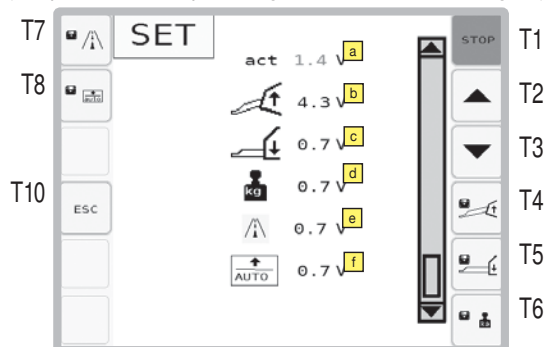 T7
SET
STOP
T1
act 1.4 V a
T8
4.3 V b
T2
0.7 V c
T3
kg 0.7 V d
T10
ESC
T4
0.7 V e
T5
AUTO 0.7 V f
T6